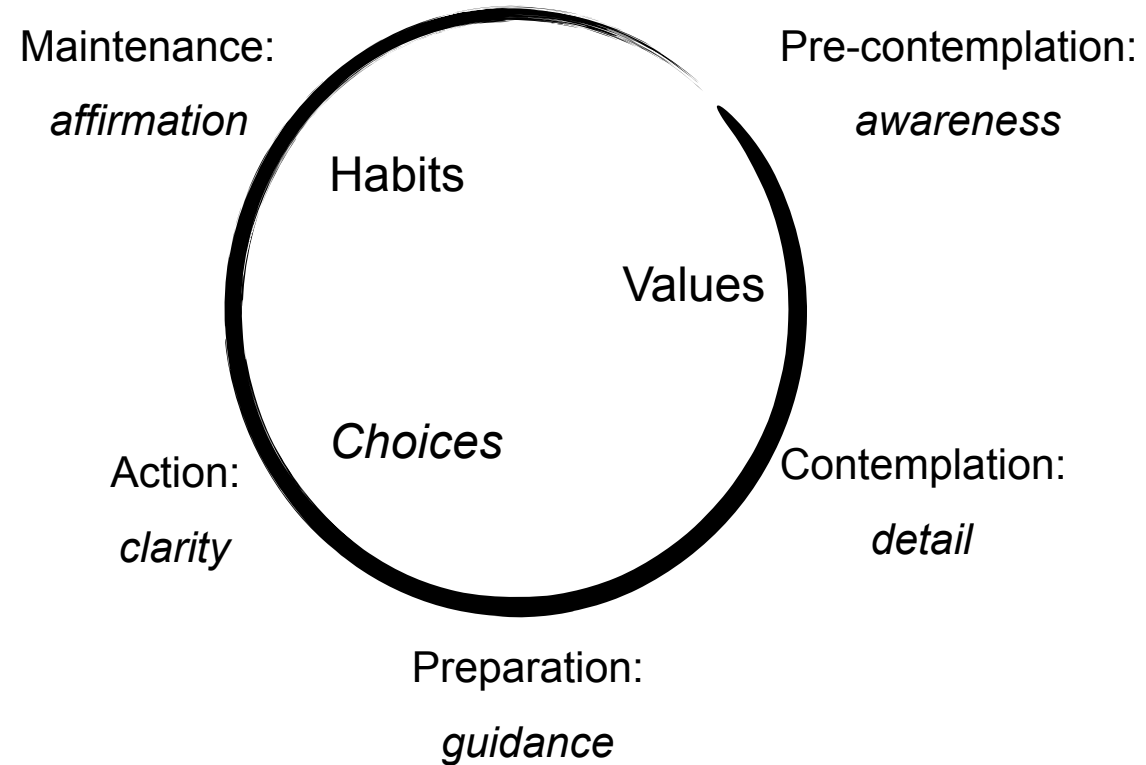 Maintenance:
affirmation
Pre-contemplation:
awareness
Habits
Values
Choices
Action:
clarity
Contemplation:
detail
Preparation:
guidance